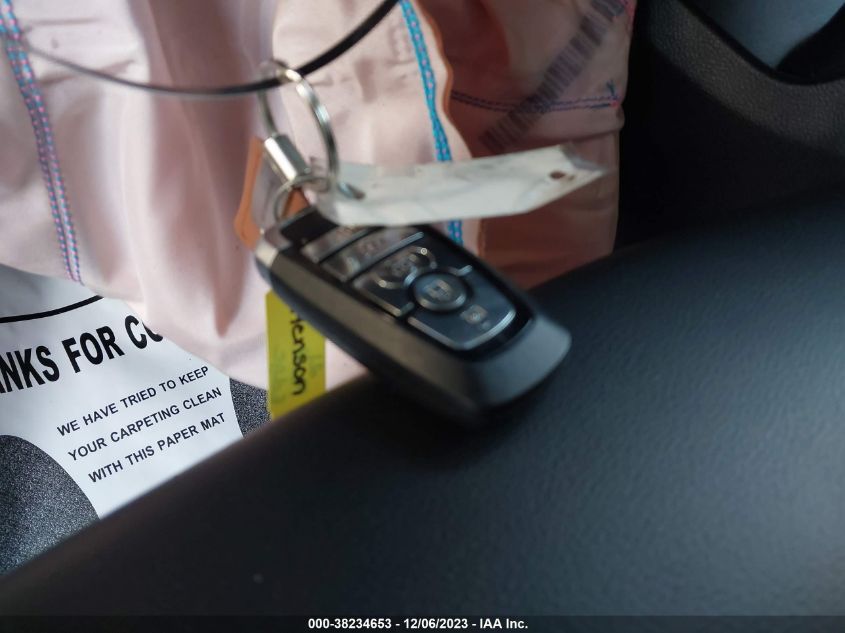 NKS FOR CO
WE HAVE TRIED TO KEEP
YOUR CARPETING CLEAN
WITH THIS PAPER MAT
Henson
000-38234653 - 12/06/2023 - IAA Inc.